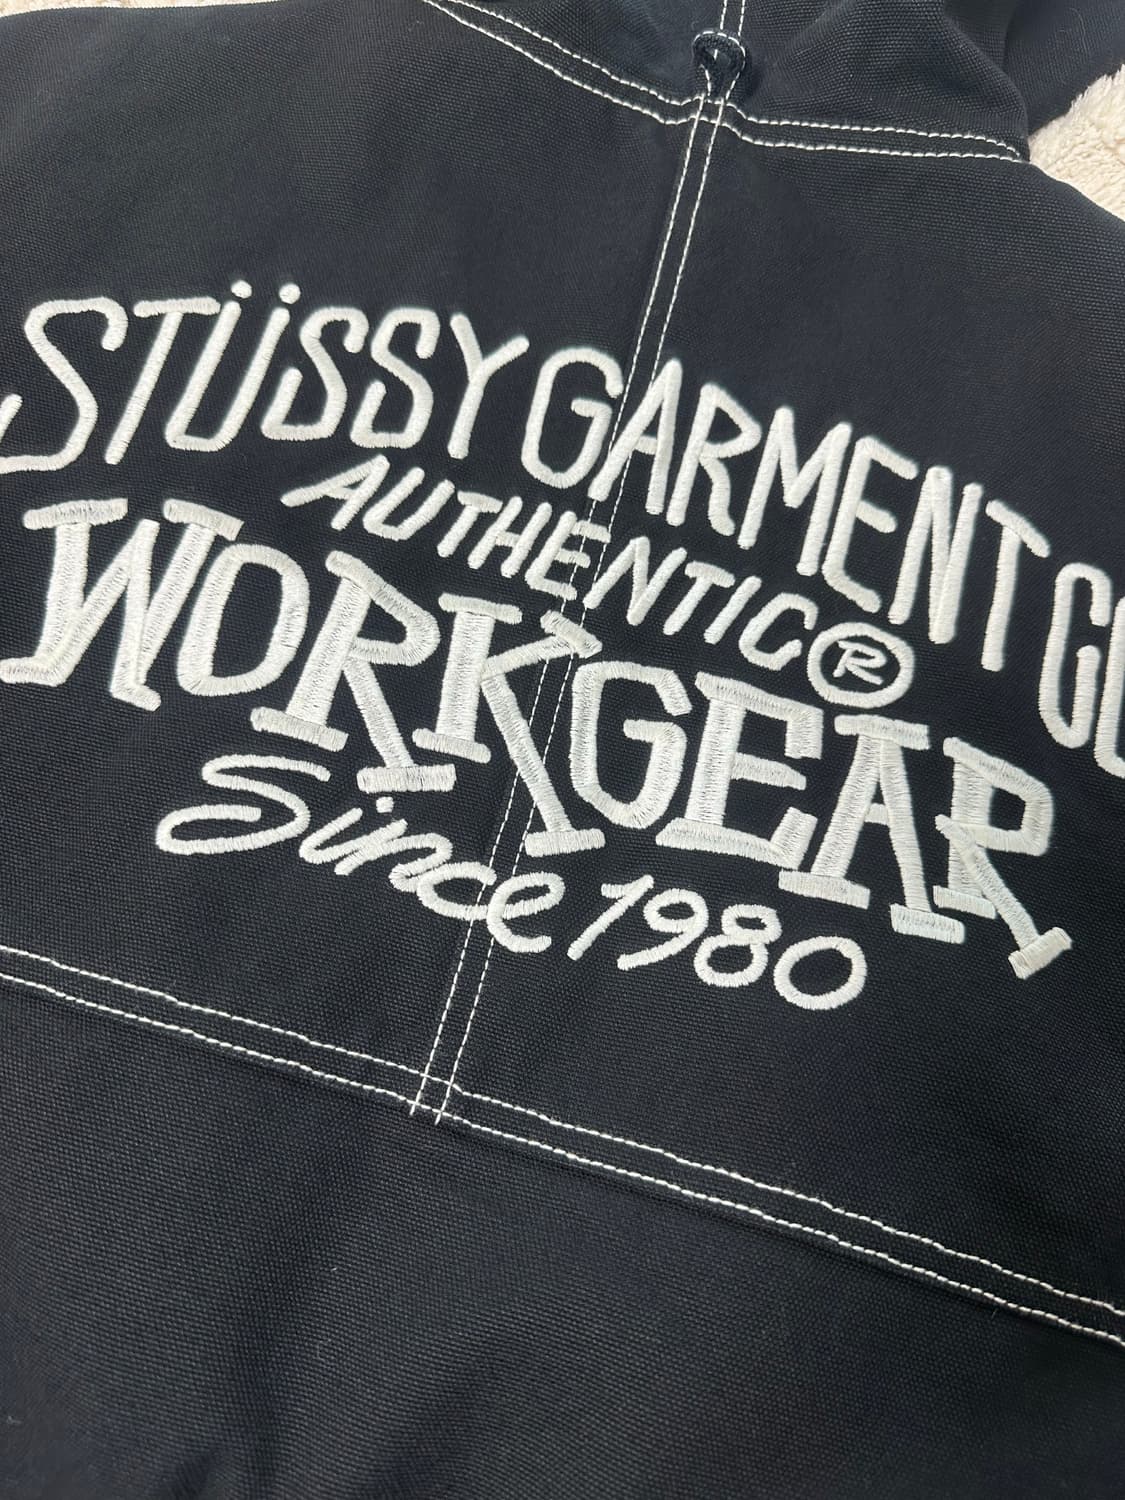 STÜSSY GARMENT CO
AUTHENTIC®
WORKGEAR
Since 1980